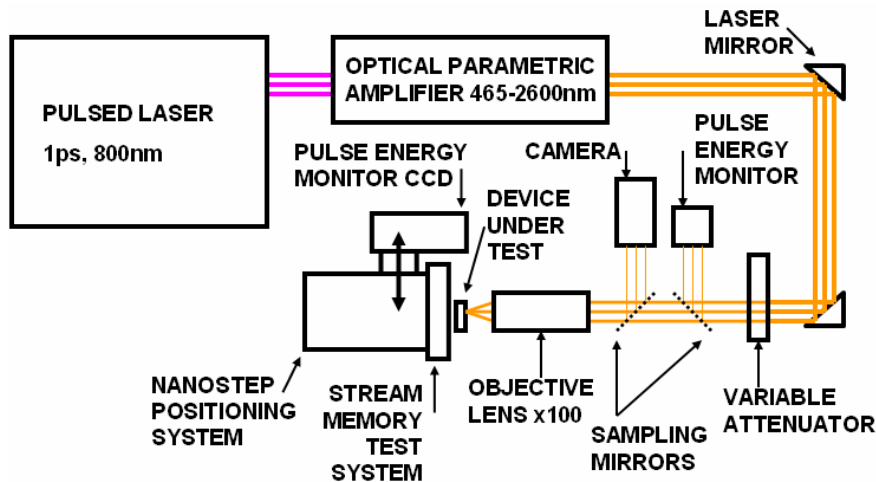 PULSED LASER
1ps, 800nm
OPTICAL PARAMETRIC
AMPLIFIER 465-2600nm
LASER
MIRROR
PULSE ENERGY
MONITOR CCD
DEVICE
UNDER
TEST
CAMERA
PULSE
ENERGY
MONITOR
NANOSTEP
POSITIONING
SYSTEM
STREAM
MEMORY
TEST
SYSTEM
OBJECTIVE
LENS x100
SAMPLING
MIRRORS
VARIABLE
ATTENUATOR